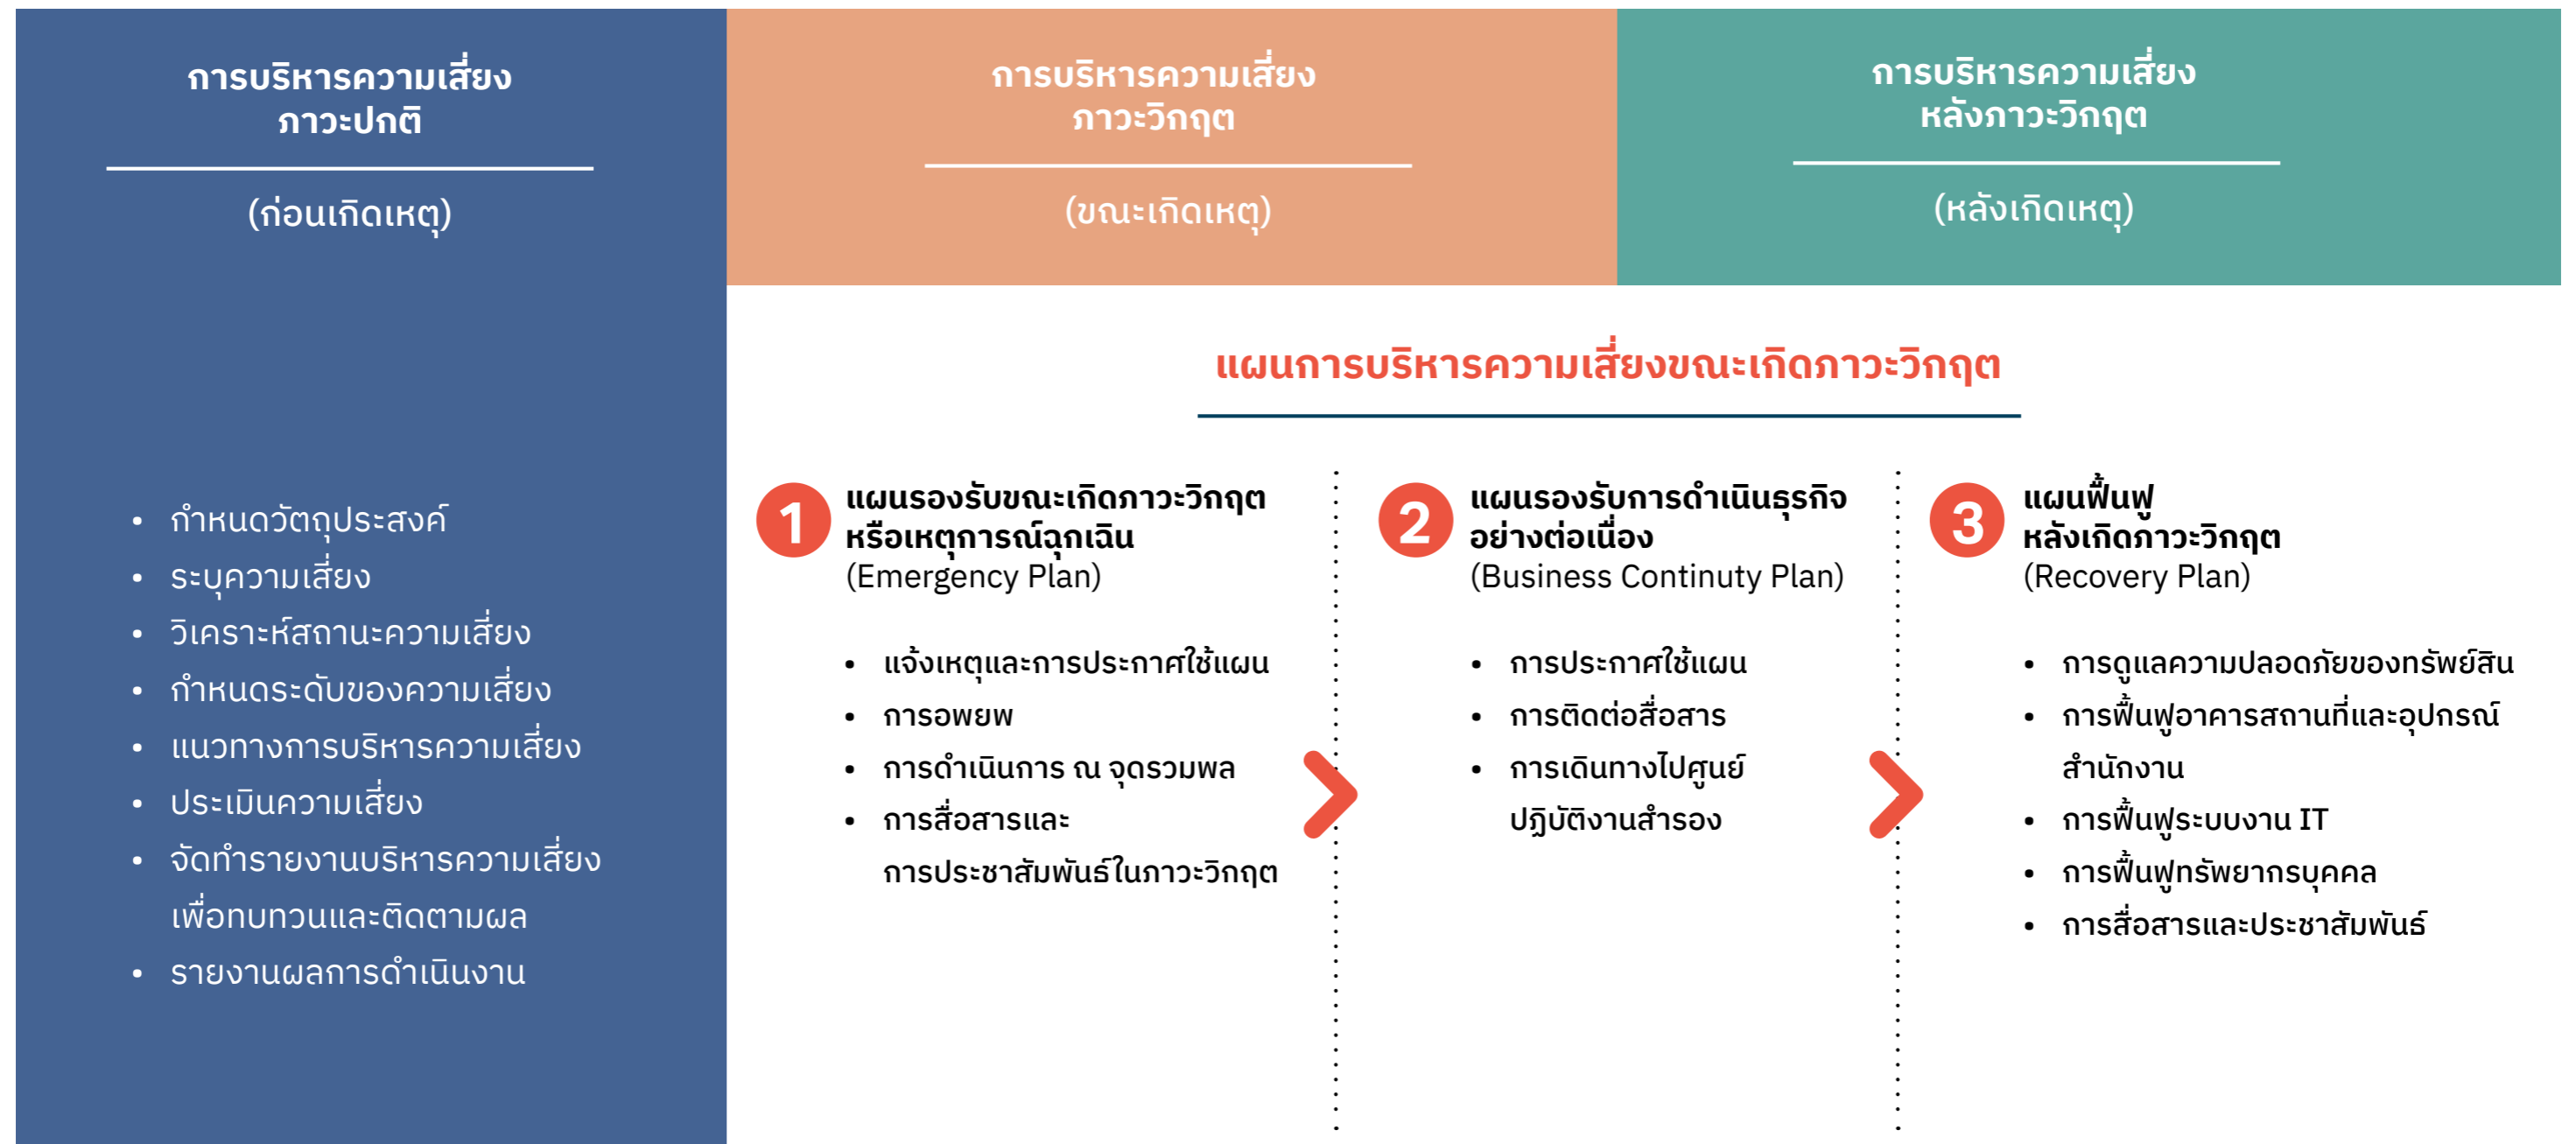 การบริหารความเสี่ยง
ภาวะปกติ
(ก่อนเกิดเหตุ)
• กำหนดวัตถุประสงค์
• ระบุความเสี่ยง
• วิเคราะห์สถานะความเสี่ยง
• กำหนดระดับของความเสี่ยง
• แนวทางการบริหารความเสี่ยง
• ประเมินความเสี่ยง
• จัดทำรายงานบริหารความเสี่ยง
เพื่อทบทวนและติดตามผล
• รายงานผลการดำเนินงาน
การบริหารความเสี่ยง
ภาวะวิกฤต
(ขณะเกิดเหตุ)
การบริหารความเสี่ยง
หลังภาวะวิกฤต
(หลังเกิดเหตุ)
แผนการบริหารความเสี่ยงขณะเกิดภาวะวิกฤต
1
แผนรองรับขณะเกิดภาวะวิกฤต
หรือเหตุการณ์ฉุกเฉิน
(Emergency Plan)
• แจ้งเหตุและการประกาศใช้แผน
• การอพยพ
• การดำเนินการ ณ จุดรวมพล
• การสื่อสารและ
การประชาสัมพันธ์ในภาวะวิกฤต
2
แผนรองรับการดำเนินธุรกิจ
อย่างต่อเนื่อง
(Business Continuty Plan)
• การประกาศใช้แผน
• การติดต่อสื่อสาร
• การเดินทางไปศูนย์
ปฏิบัติงานสำรอง
3
แผนฟื้นฟู
หลังเกิดภาวะวิกฤต
(Recovery Plan)
• การดูแลความปลอดภัยของทรัพย์สิน
• การฟื้นฟูอาคารสถานที่และอุปกรณ์
สำนักงาน
• การฟื้นฟูระบบงาน IT
• การฟื้นฟูทรัพยากรบุคคล
• การสื่อสารและประชาสัมพันธ์